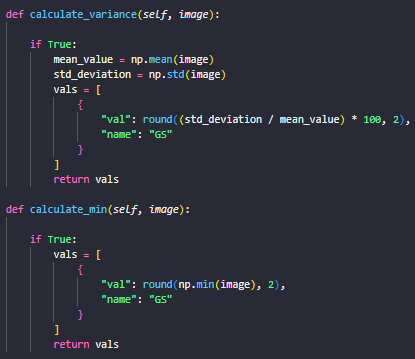 def calculate_variance(self, image):

    if True:
        mean_value = np.mean(image)
        std_deviation = np.std(image)
        vals = [
            {
                "val": round((std_deviation / mean_value) * 100, 2),
                "name": "GS"
            }
        ]
        return vals

def calculate_min(self, image):

    if True:
        vals = [
            {
                "val": round(np.min(image), 2),
                "name": "GS"
            }
        ]
        return vals